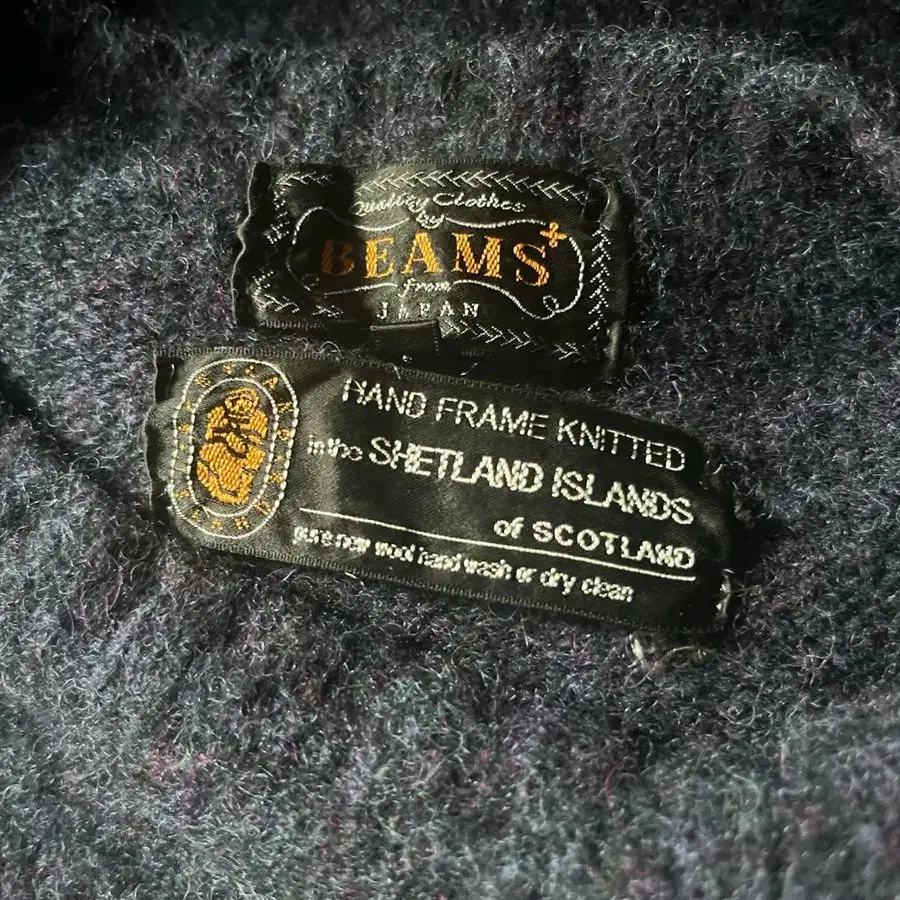 Quality Clothes
by
BEAMS+
from
JAPAN
HAND FRAME KNITTED
in the SHETLAND ISLANDS
of SCOTLAND
pure new wool hand wash or dry clean